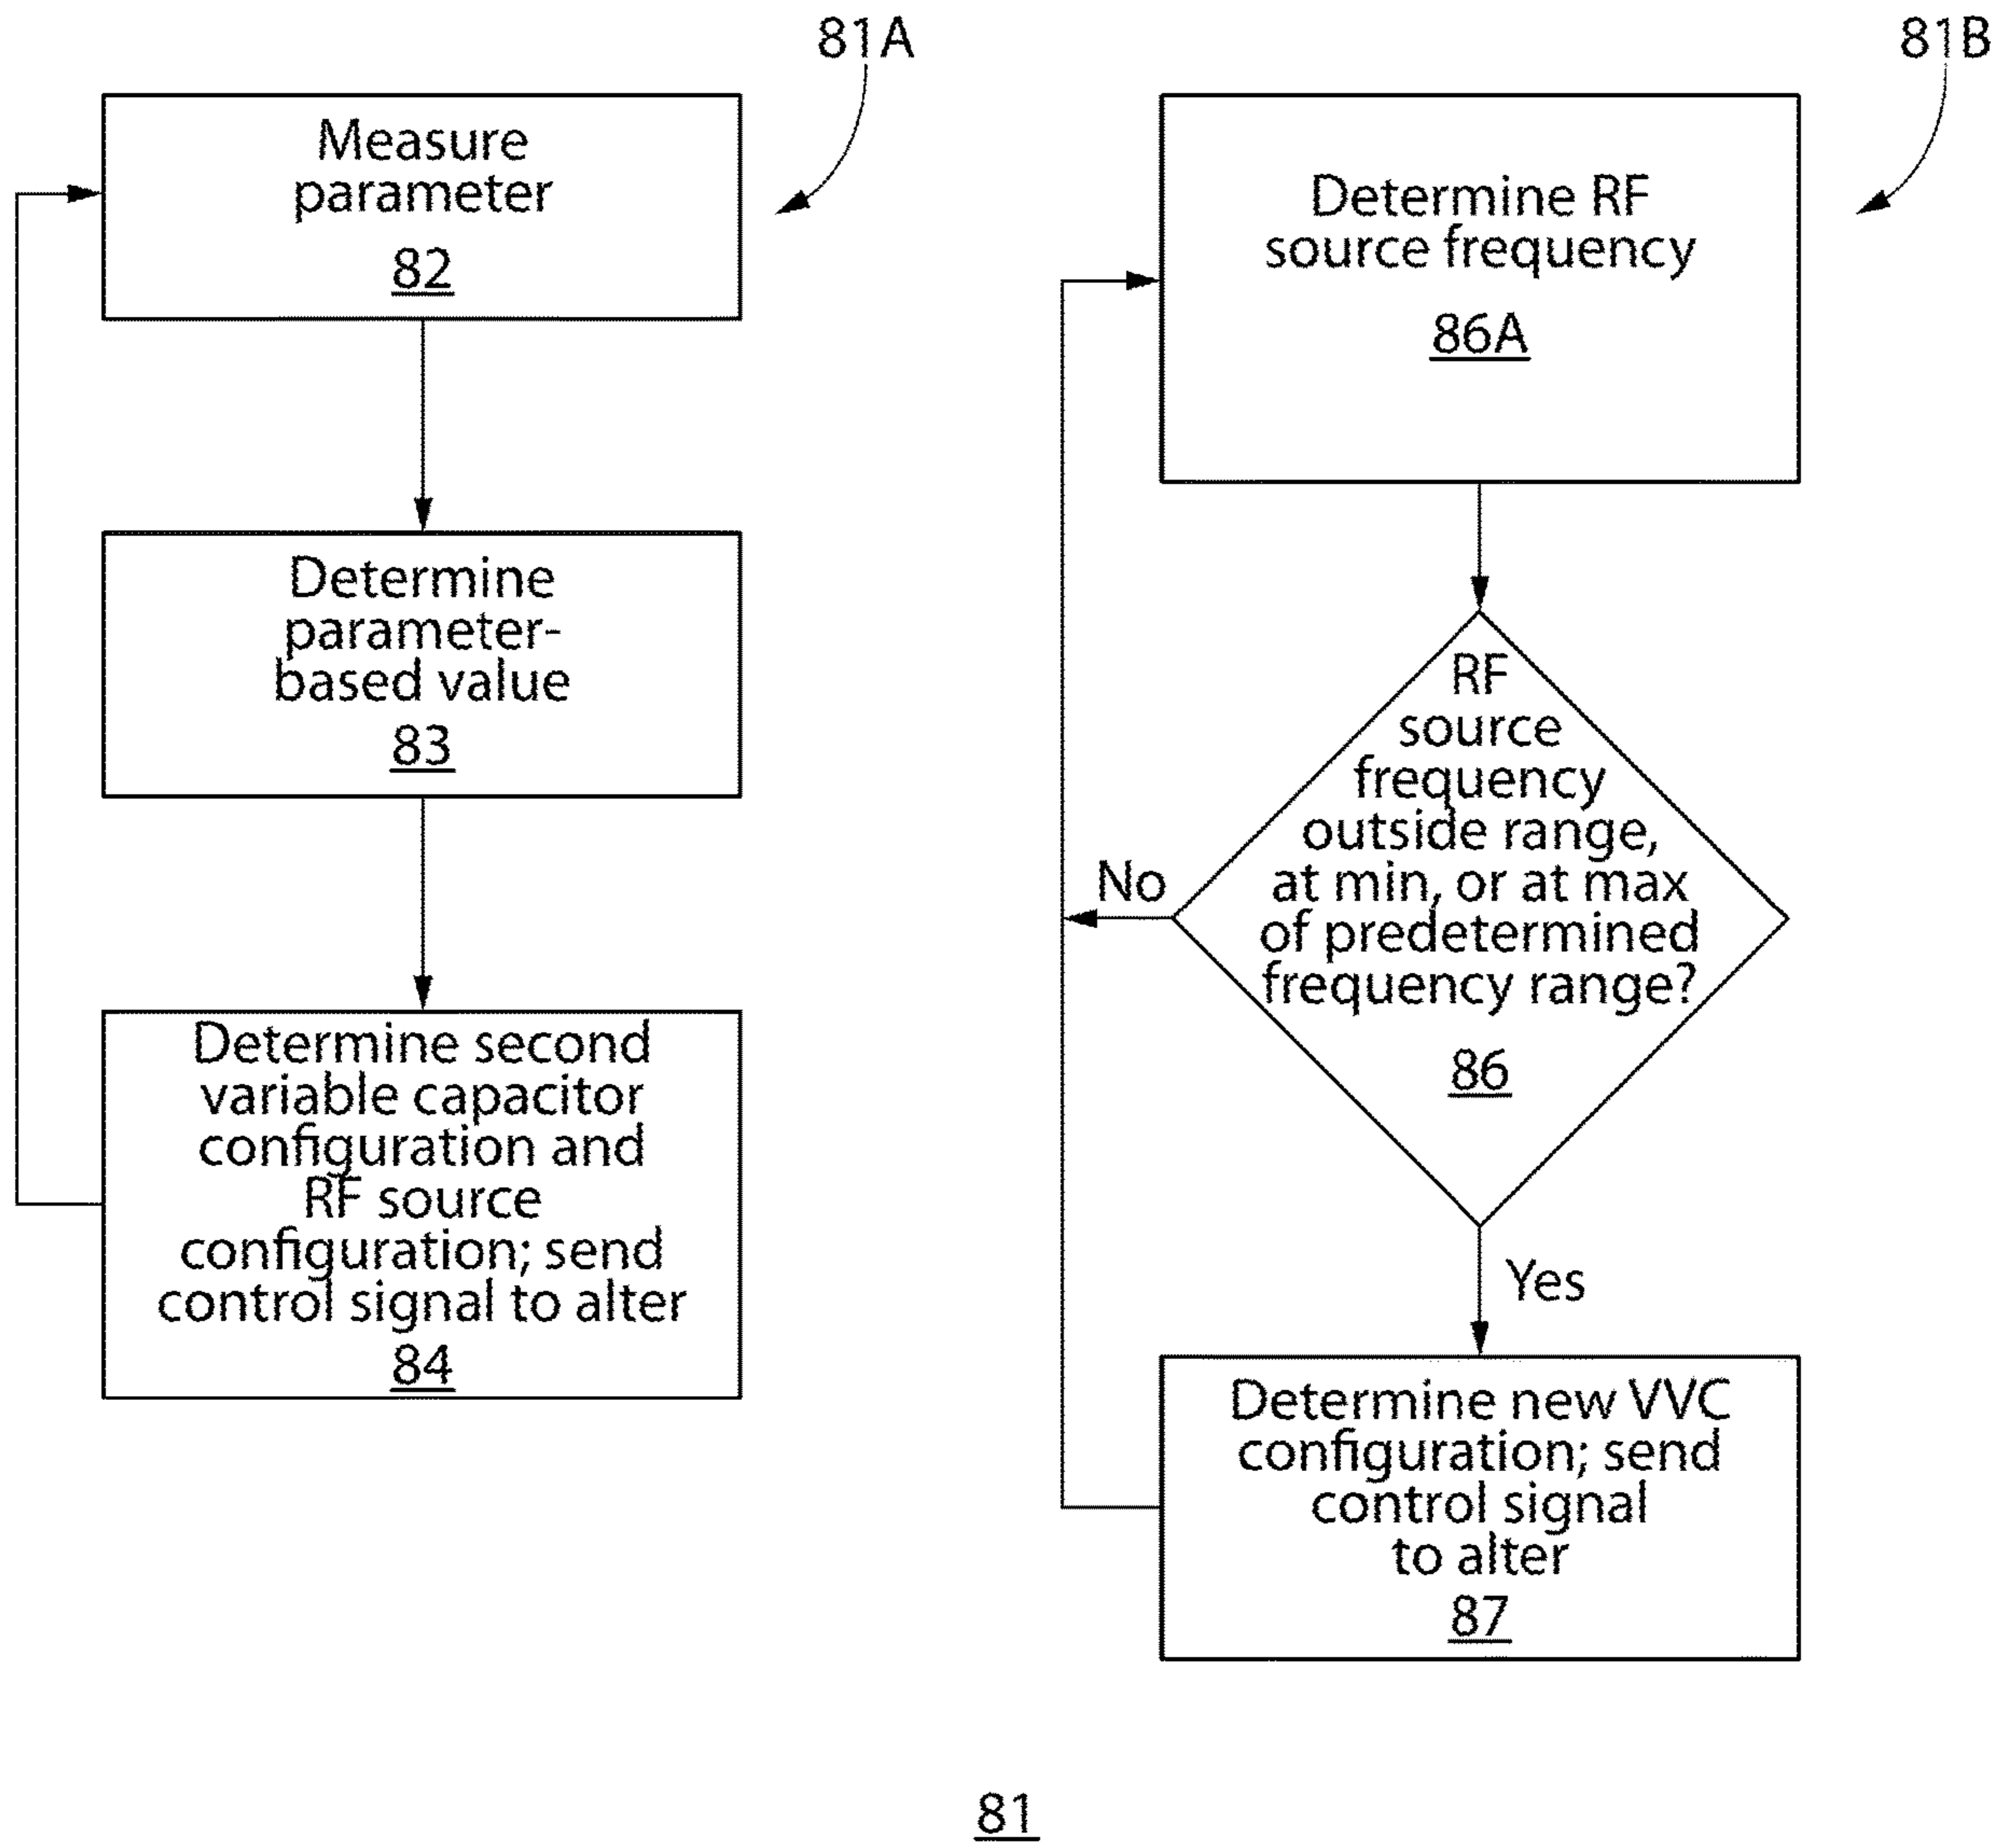 81A
Measure
parameter
82
Determine
parameter-
based value
83
Determine second
variable capacitor
configuration and
RF source
configuration; send
control signal to alter
84
81B
Determine RF
source frequency
86A
RF
source
frequency
outside range,
at min, or at max
of predetermined
frequency range?
86
No
Yes
Determine new VVC
configuration; send
control signal
to alter
87
81